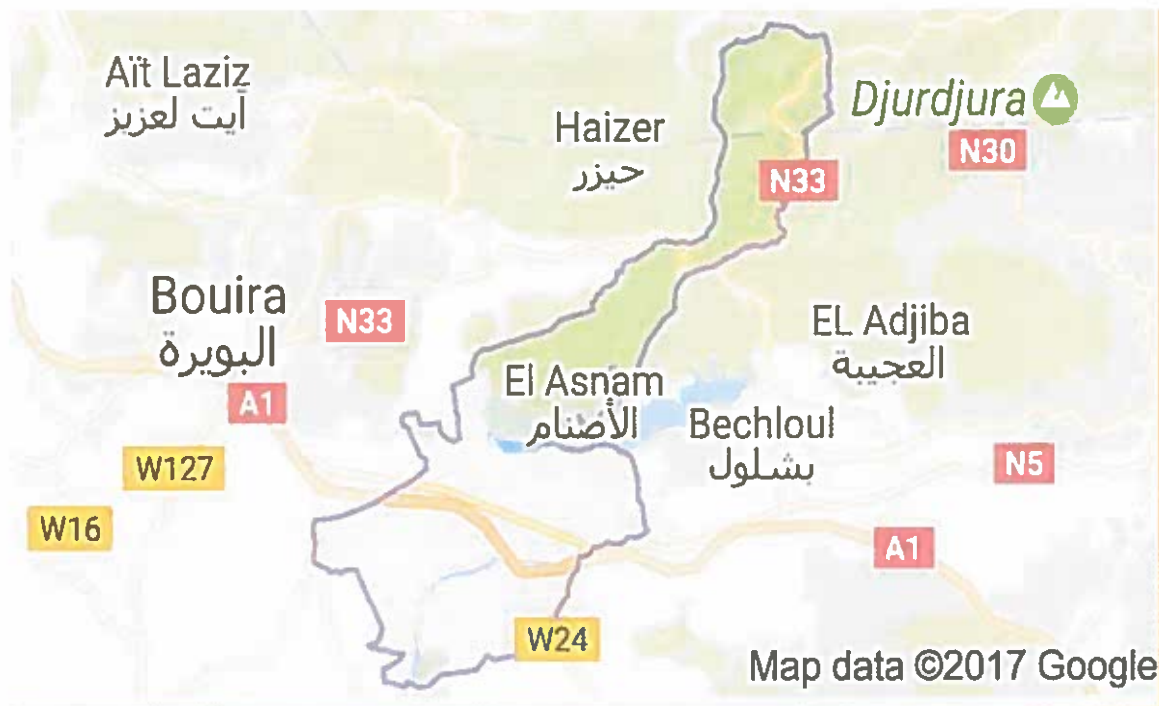 Aït Laziz
آيت لعزيز
Haizer
حيزر
Djurdjura
N30
N33
Bouira
البويرة
N33
EL Adjiba
العجيبة
El Asnam
الأصنام
A1
Bechloul
بشلول
W127
N5
W16
A1
W24
Map data ©2017 Google